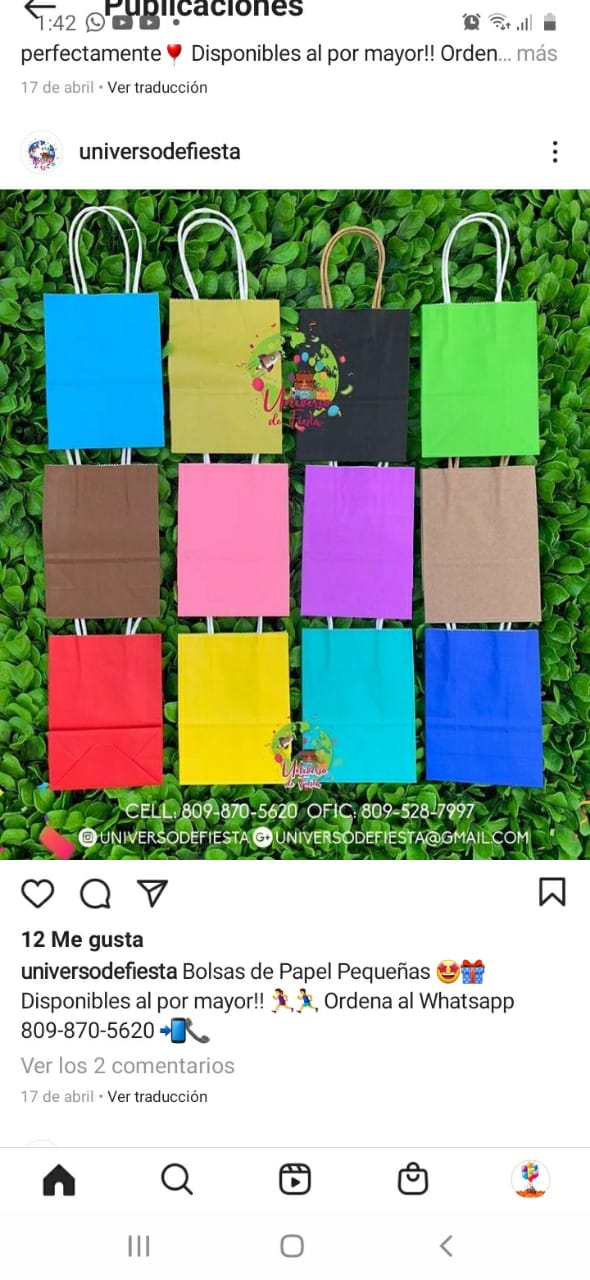 Publicaciones
1:42
perfectamente🎈 Disponibles al por mayor!! Orden... más
17 de abril • Ver traducción
universodefiesta
Universo
de Fiesta
Universo
de Fiesta
CELL: 809-870-5620 OFIC: 809-528-7997
UNIVERSODEFIESTA G+ UNIVERSODEFIESTA@GMAIL.COM
12 Me gusta
universodefiesta Bolsas de Papel Pequeñas 🤩🎁
Disponibles al por mayor!! 🏃‍♀️🏃‍♂️ Ordena al Whatsapp
809-870-5620 📲📞
Ver los 2 comentarios
17 de abril • Ver traducción